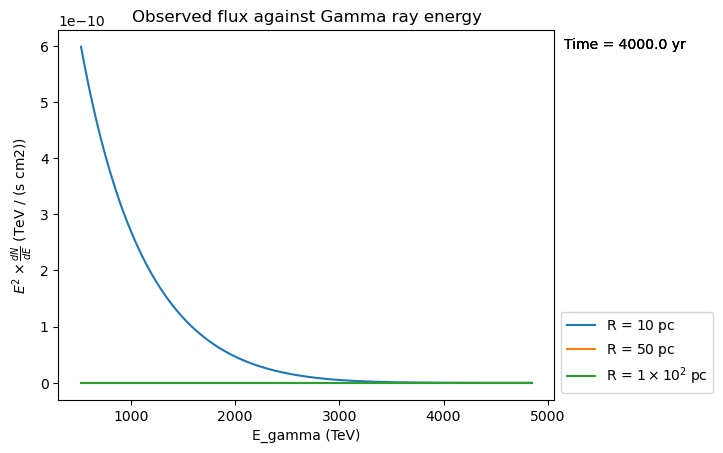 Observed flux against Gamma ray energy
1e−10
Time = 4000.0 yr
6
5
4
3
2
1
0
E² × dN/dE (TeV / (s cm2))
1000
2000
3000
4000
5000
E_gamma (TeV)
R = 10 pc
R = 50 pc
R = 1 × 10² pc